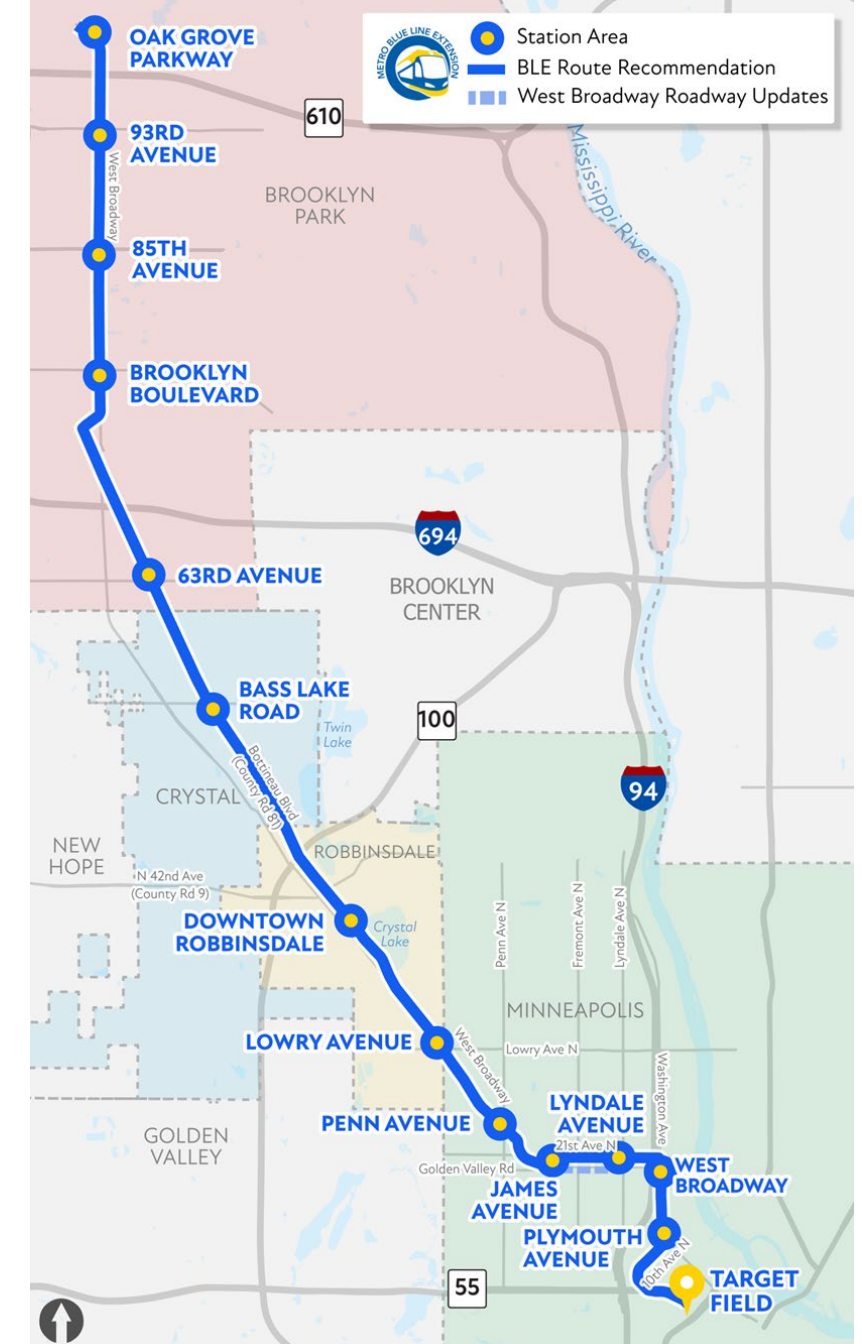 OAK GROVE
PARKWAY
METRO BLUE LINE EXTENSION
Station Area
BLE Route Recommendation
West Broadway Roadway Updates
610
93RD
AVENUE
Mississippi River
West Broadway
BROOKLYN
PARK
85TH
AVENUE
BROOKLYN
BOULEVARD
694
63RD AVENUE
BROOKLYN
CENTER
BASS LAKE
ROAD
100
Twin
Lake
Bottineau Blvd
(County Rd 81)
94
CRYSTAL
NEW
HOPE
ROBBINSDALE
N 42nd Ave
(County Rd 9)
DOWNTOWN
ROBBINSDALE
Crystal
Lake
Penn Ave N
Fremont Ave N
Lyndale Ave N
MINNEAPOLIS
LOWRY AVENUE
West Broadway
Lowry Ave N
Washington Ave
PENN AVENUE
LYNDALE
AVENUE
21st Ave N
GOLDEN
VALLEY
Golden Valley Rd
JAMES
AVENUE
WEST
BROADWAY
PLYMOUTH
AVENUE
10th Ave N
55
TARGET
FIELD